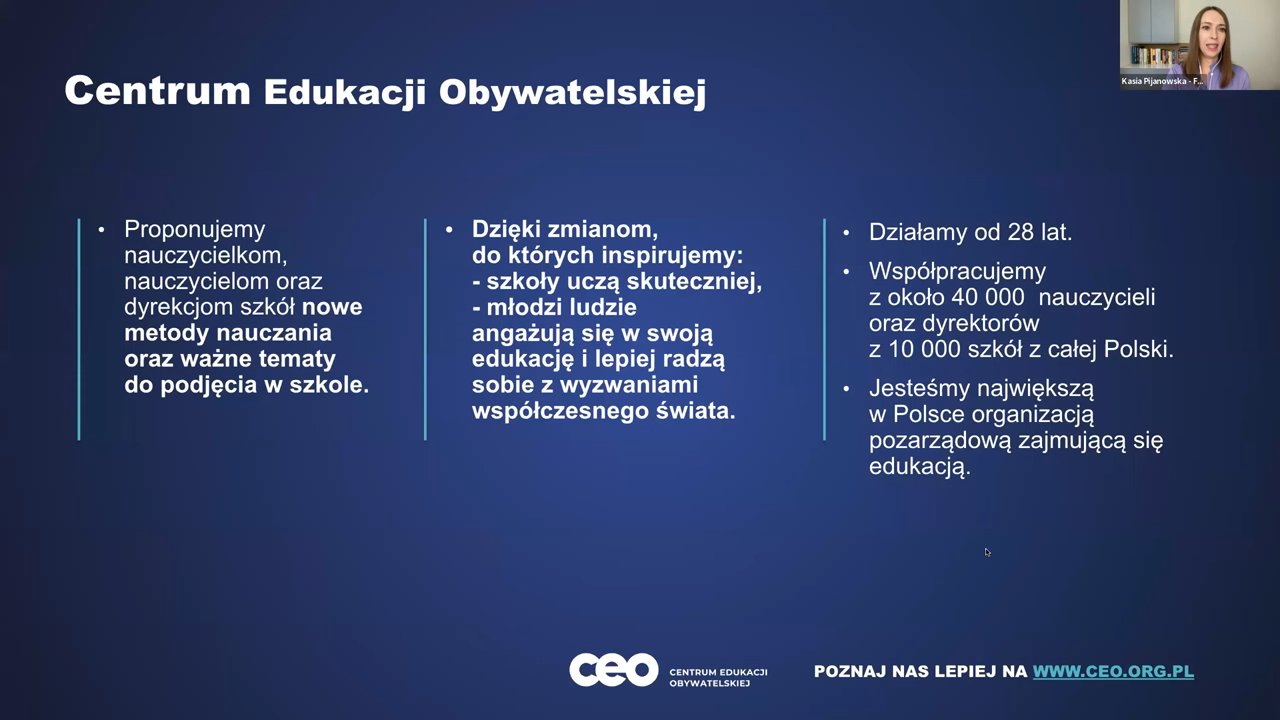 Centrum Edukacji Obywatelskiej
• Proponujemy
nauczycielkom,
nauczycielom oraz
dyrekcjom szkół nowe
metody nauczania
oraz ważne tematy
do podjęcia w szkole.
• Dzięki zmianom,
do których inspirujemy:
- szkoły uczą skuteczniej,
- młodzi ludzie
angażują się w swoją
edukację i lepiej radzą
sobie z wyzwaniami
współczesnego świata.
• Działamy od 28 lat.
• Współpracujemy
z około 40 000 nauczycieli
oraz dyrektorów
z 10 000 szkół z całej Polski.
• Jesteśmy największą
w Polsce organizacją
pozarządową zajmującą się
edukacją.
Kasia Pijanowska - F...
ceo
CENTRUM EDUKACJI
OBYWATELSKIEJ
POZNAJ NAS LEPIEJ NA WWW.CEO.ORG.PL